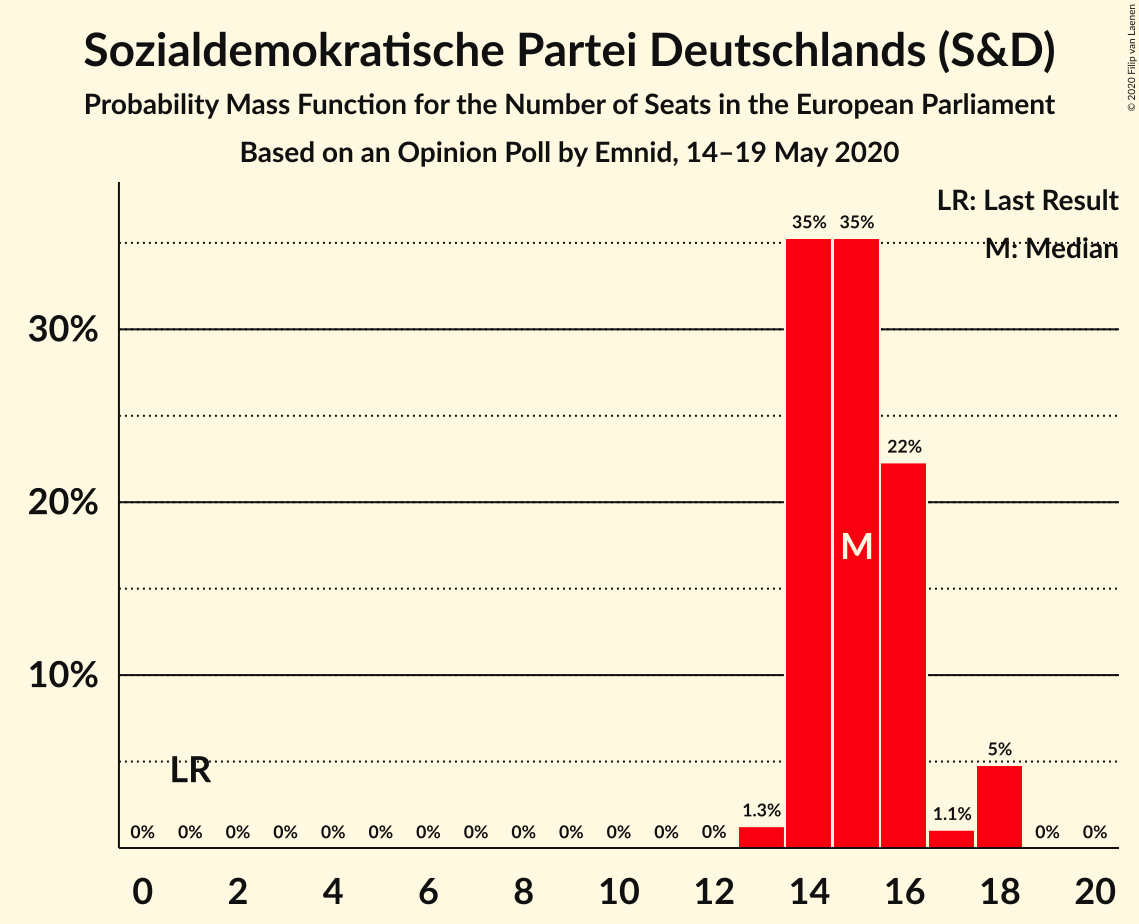 Sozialdemokratische Partei Deutschlands (S&D)
Probability Mass Function for the Number of Seats in the European Parliament
Based on an Opinion Poll by Emnid, 14–19 May 2020
© 2020 Filip van Laenen
LR: Last Result
M: Median
35% 35%
30%
22%
20%
M
10%
5%
LR
1.3% 1.1%
0% 0% 0% 0% 0% 0% 0% 0% 0% 0% 0% 0% 0% 0% 0%
0 2 4 6 8 10 12 14 16 18 20